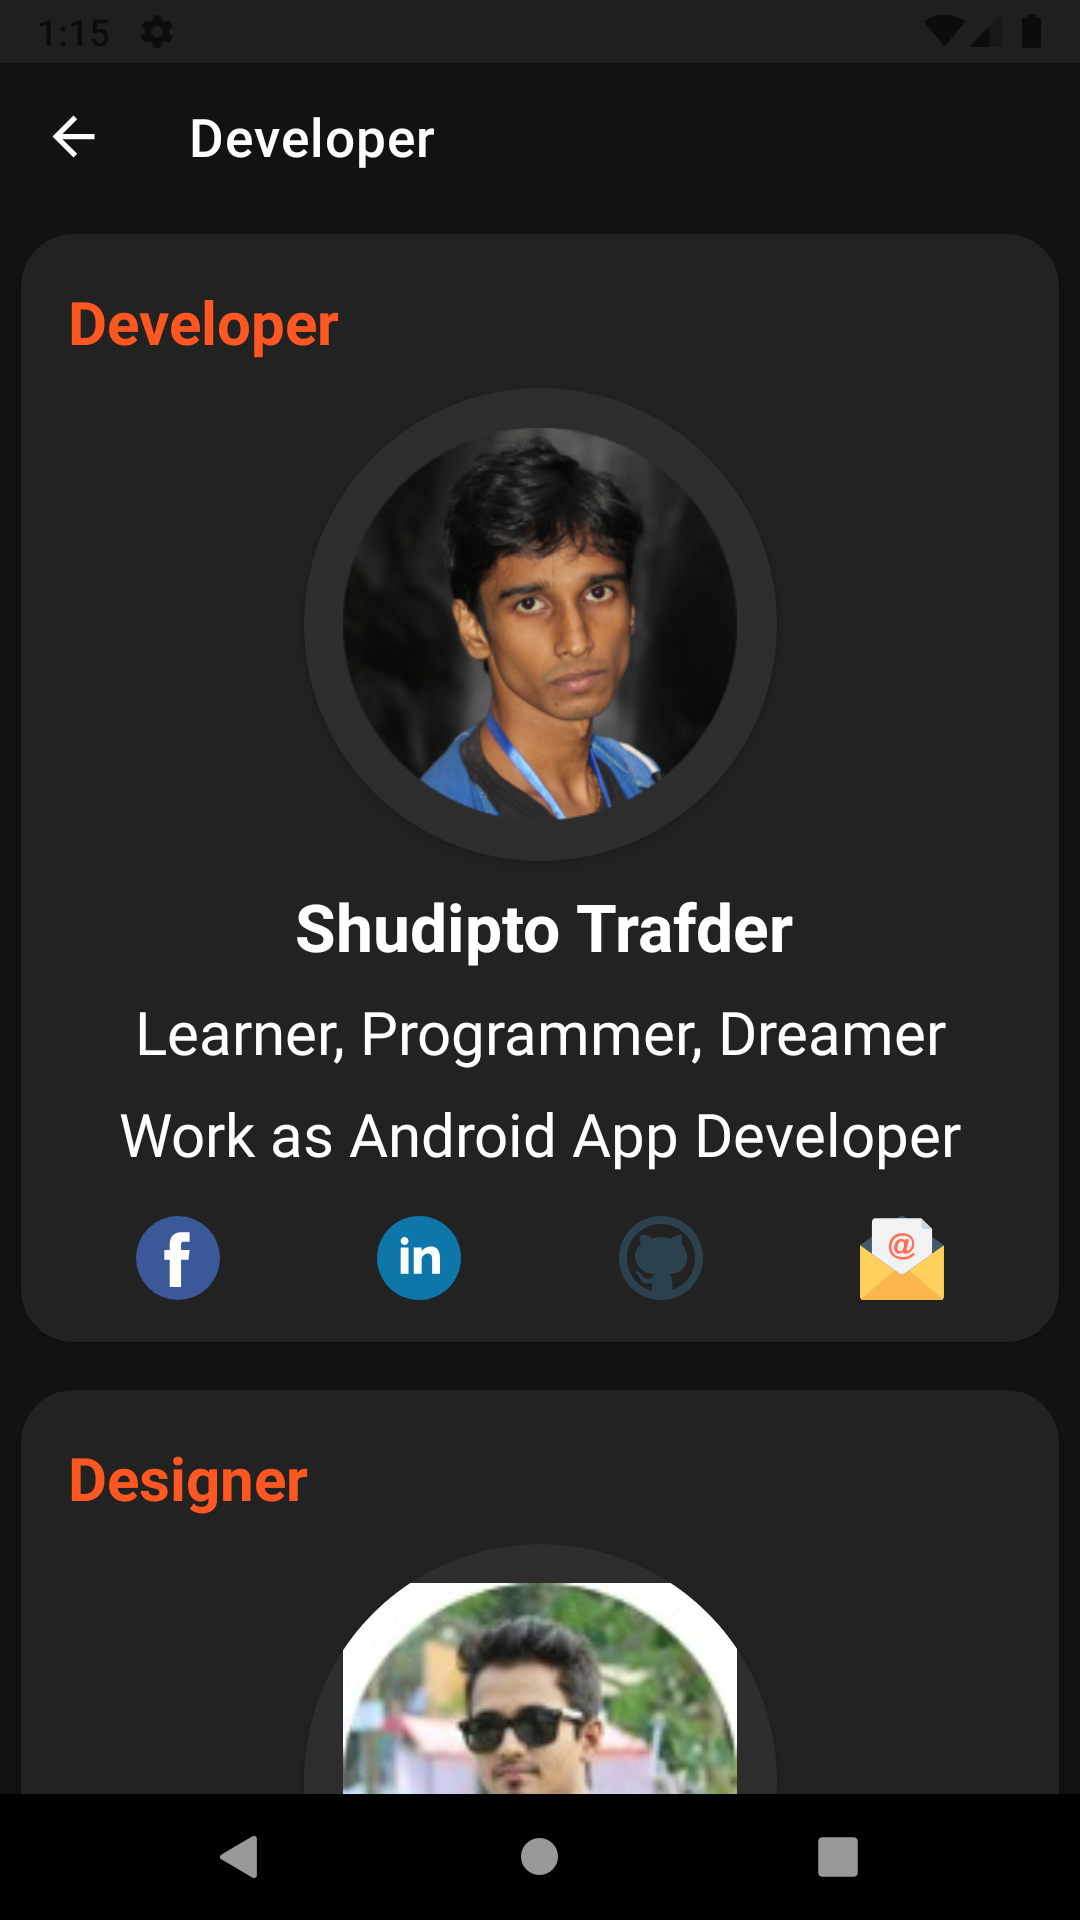 1:15
Developer
Developer
Shudipto Trafder
Learner, Programmer, Dreamer
Work as Android App Developer
f
in
@
Designer